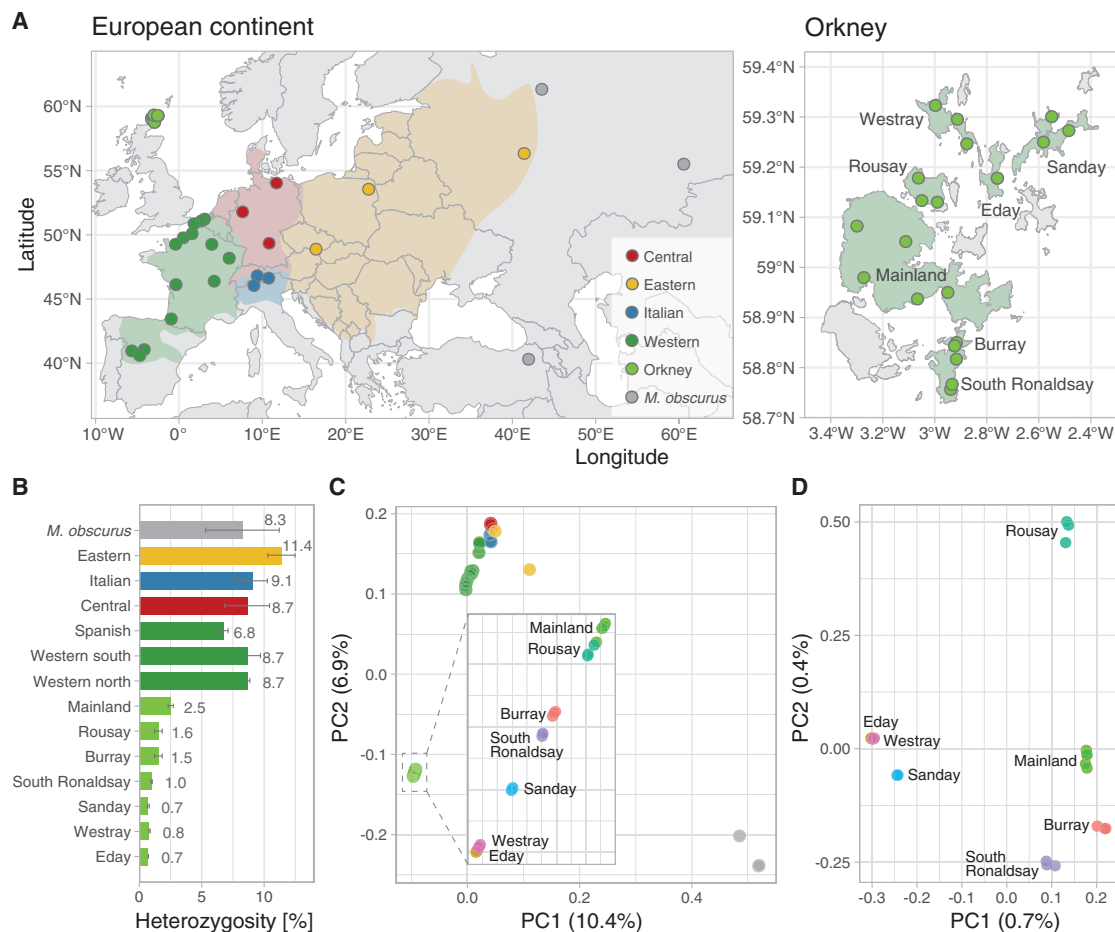 A
European continent
Orkney
Latitude
60°N
55°N
50°N
45°N
40°N
10°W
0°
10°E
20°E
30°E
40°E
50°E
60°E
Longitude
Central
Eastern
Italian
Western
Orkney
M. obscurus
59.4°N
59.3°N
59.2°N
59.1°N
59°N
58.9°N
58.8°N
58.7°N
3.4°W
3.2°W
3°W
2.8°W
2.6°W
2.4°W
Westray
Rousay
Sanday
Eday
Mainland
Burray
South Ronaldsay
B
M. obscurus 8.3
Eastern 11.4
Italian 9.1
Central 8.7
Spanish 6.8
Western south 8.7
Western north 8.7
Mainland 2.5
Rousay 1.6
Burray 1.5
South Ronaldsay 1.0
Sanday 0.7
Westray 0.8
Eday 0.7
0 5 10
Heterozygosity [%]
C
PC2 (6.9%)
0.2
0.1
0.0
-0.1
-0.2
Mainland
Rousay
Burray
South
Ronaldsay
Sanday
Westray
Eday
0.0 0.2 0.4
PC1 (10.4%)
D
PC2 (0.4%)
0.50
0.25
0.00
-0.25
Rousay
Eday
Westray
Sanday
Mainland
Burray
South
Ronaldsay
-0.3 -0.2 -0.1 0.0 0.1 0.2
PC1 (0.7%)